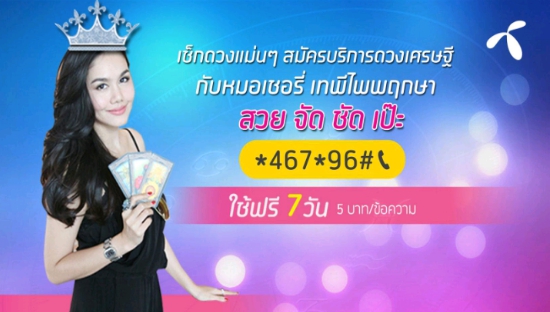 เช็กดวงแม่นๆ สมัครบริการดวงเศรษฐี
กับหมอเชอรี่ เทพีไพพฤกษา
สวย จัด ชัด เป๊ะ
*467*96#
ใช้ฟรี 7วัน 5 บาท/ข้อความ